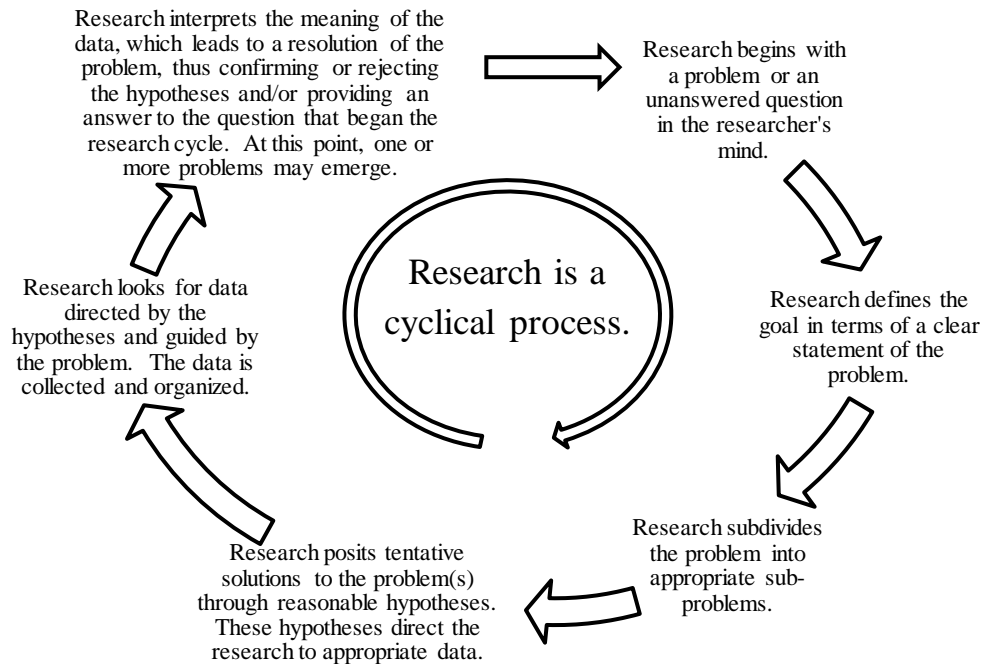 Research interprets the meaning of the
data, which leads to a resolution of the
problem, thus confirming or rejecting
the hypotheses and/or providing an
answer to the question that began the
research cycle. At this point, one or
more problems may emerge.
Research begins with
a problem or an
unanswered question
in the researcher's
mind.
Research defines the
goal in terms of a clear
statement of the
problem.
Research subdivides
the problem into
appropriate sub-
problems.
Research posits tentative
solutions to the problem(s)
through reasonable hypotheses.
These hypotheses direct the
research to appropriate data.
Research looks for data
directed by the
hypotheses and guided by
the problem. The data is
collected and organized.
Research is a
cyclical process.